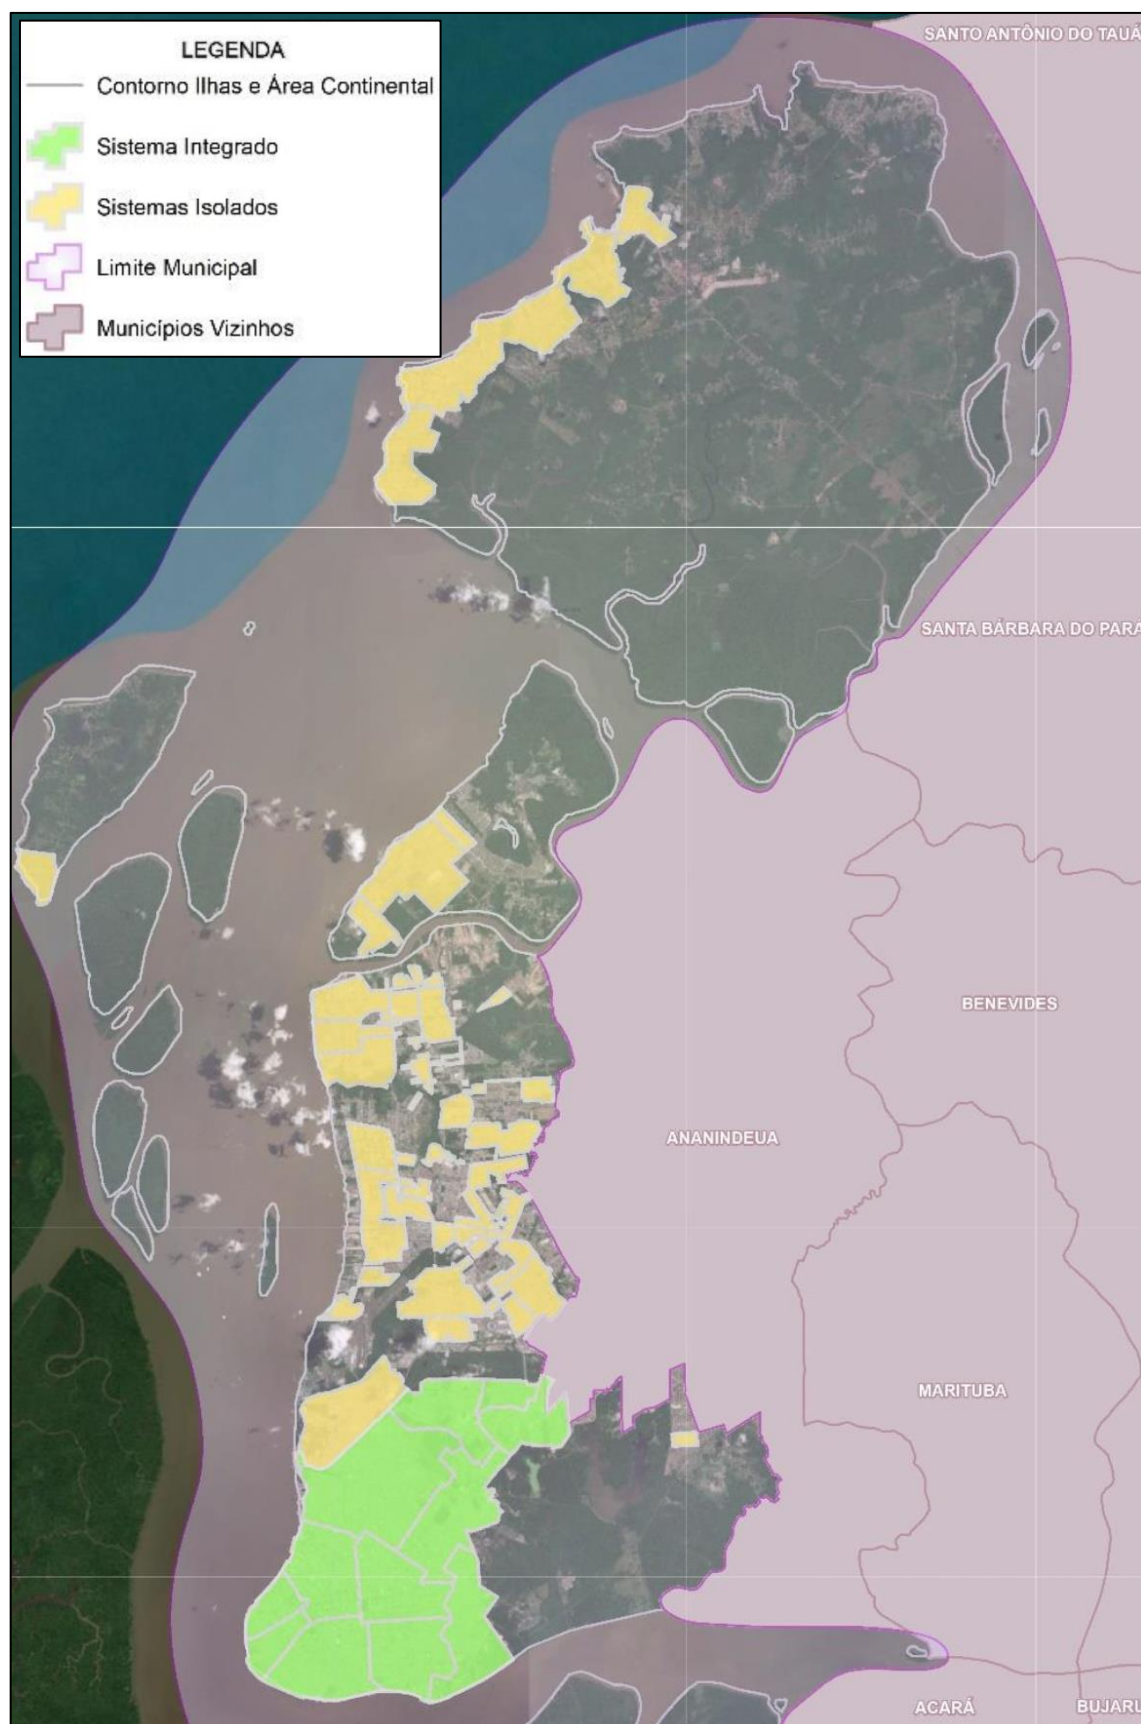 LEGENDA
Contorno Ilhas e Área Continental
Sistema Integrado
Sistemas Isolados
Limite Municipal
Municípios Vizinhos
SANTO ANTÔNIO DO TAUÁ
SANTA BÁRBARA DO PARÁ
BENEVIDES
ANANINDEUA
MARITUBA
ACARÁ
BUJARU